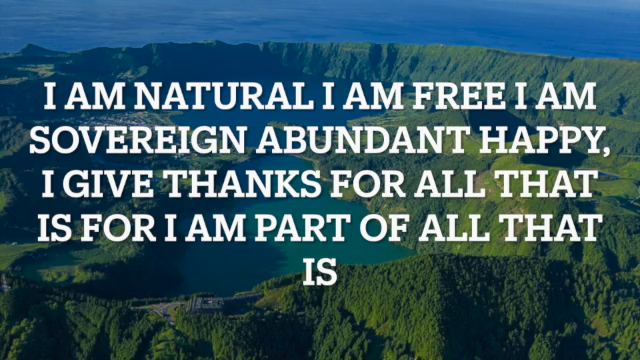 I AM NATURAL I AM FREE I AM
SOVEREIGN ABUNDANT HAPPY,
I GIVE THANKS FOR ALL THAT
IS FOR I AM PART OF ALL THAT
IS